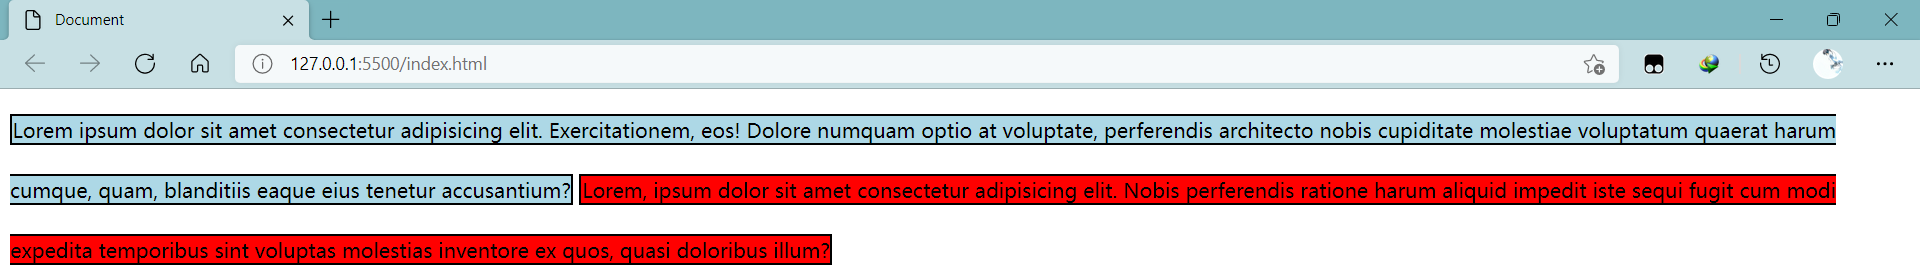 Document
127.0.0.1:5500/index.html
Lorem ipsum dolor sit amet consectetur adipisicing elit. Exercitationem, eos! Dolore numquam optio at voluptate, perferendis architecto nobis cupiditate molestiae voluptatum quaerat harum
cumque, quam, blanditiis eaque eius tenetur accusantium? Lorem, ipsum dolor sit amet consectetur adipisicing elit. Nobis perferendis ratione harum aliquid impedit iste sequi fugit cum modi
expedita temporibus sint voluptas molestias inventore ex quos, quasi doloribus illum?